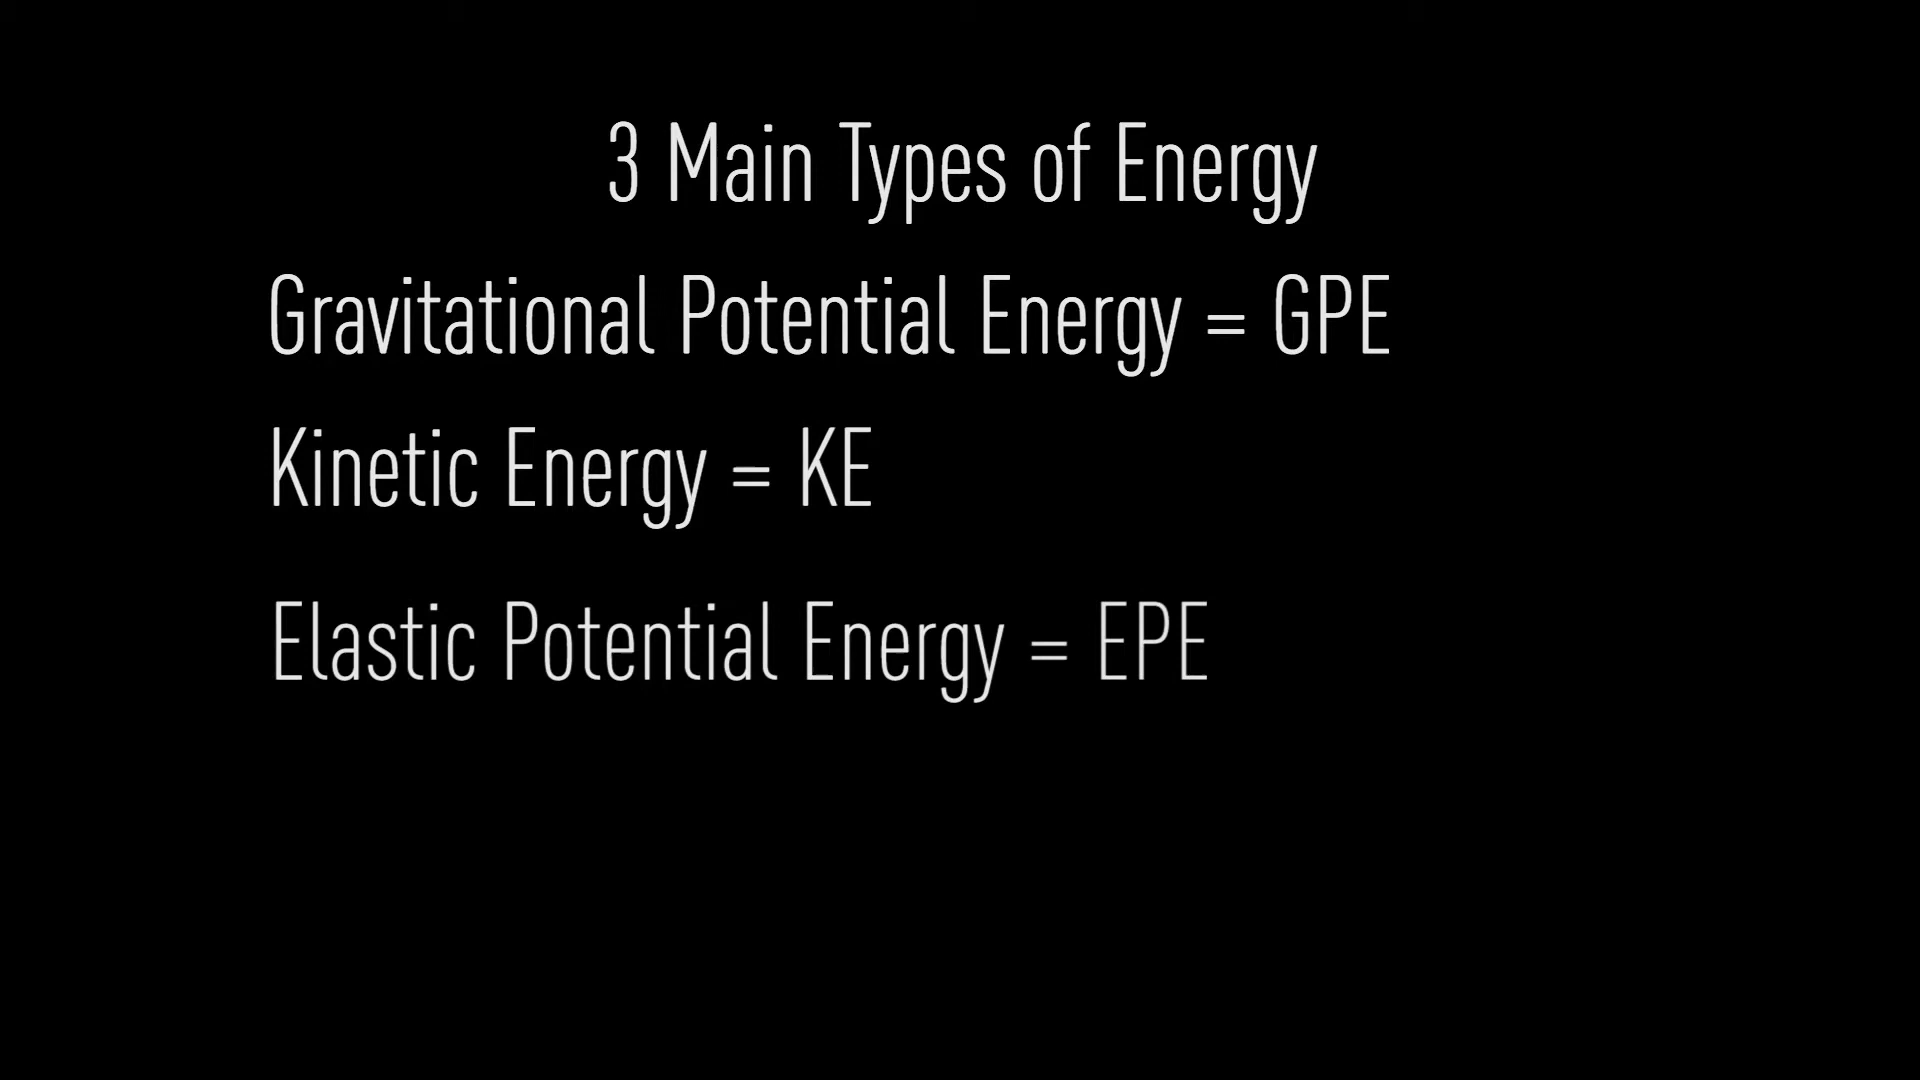 3 Main Types of Energy
Gravitational Potential Energy = GPE
Kinetic Energy = KE
Elastic Potential Energy = EPE